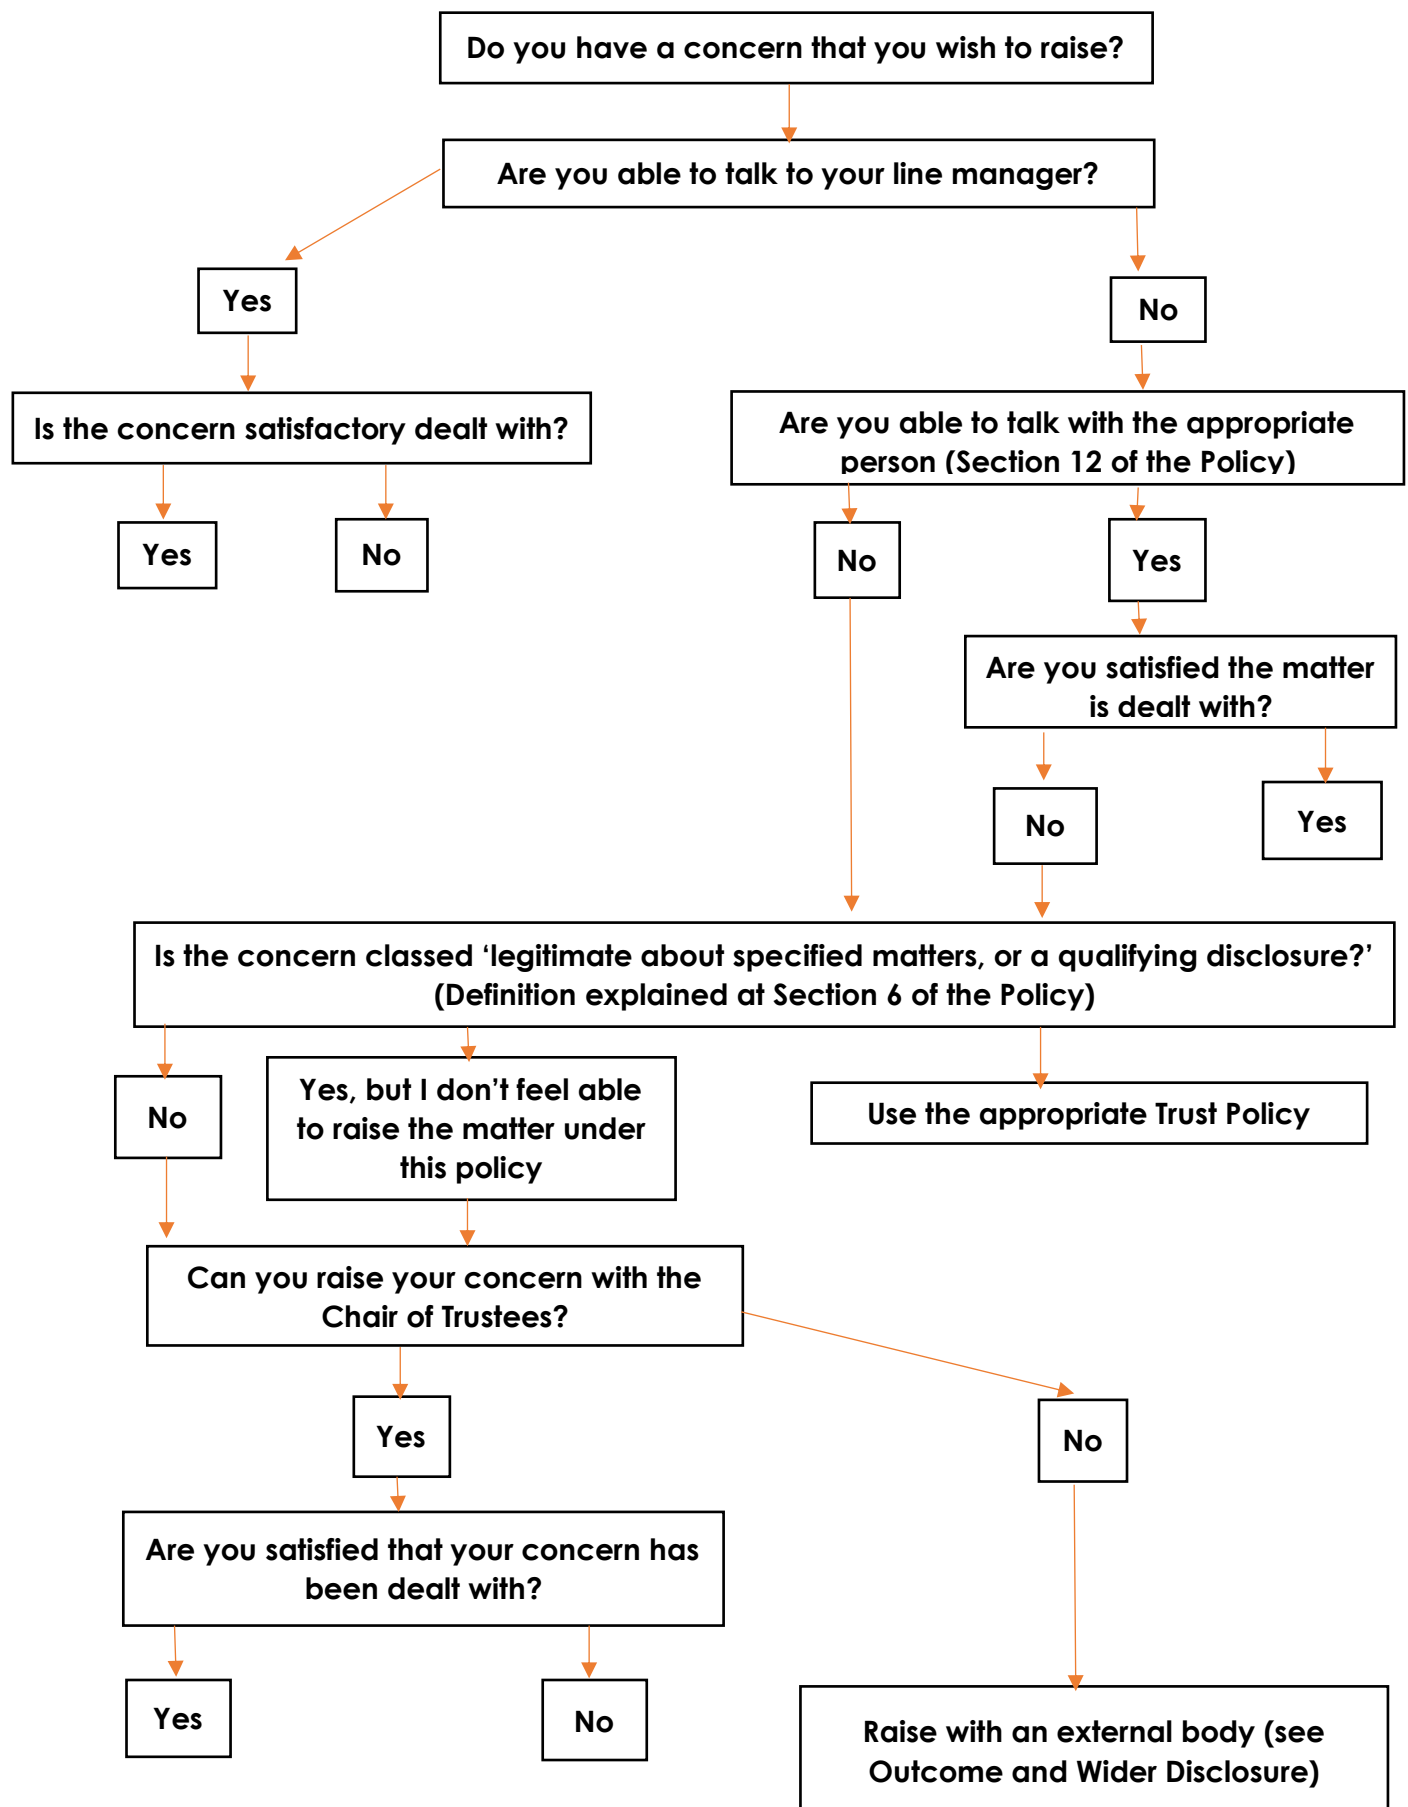 Do you have a concern that you wish to raise?
Are you able to talk to your line manager?
Yes
No
Is the concern satisfactory dealt with?
Are you able to talk with the appropriate
person (Section 12 of the Policy)
Yes
No
No
Yes
Are you satisfied the matter
is dealt with?
No
Yes
Is the concern classed ‘legitimate about specified matters, or a qualifying disclosure?’
(Definition explained at Section 6 of the Policy)
No
Yes, but I don’t feel able
to raise the matter under
this policy
Use the appropriate Trust Policy
Can you raise your concern with the
Chair of Trustees?
Yes
No
Are you satisfied that your concern has
been dealt with?
Yes
No
Raise with an external body (see
Outcome and Wider Disclosure)